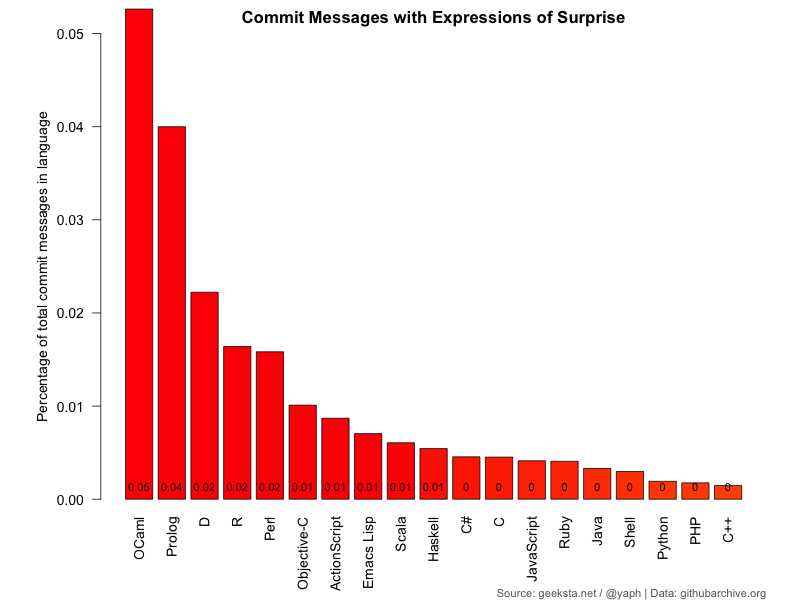 Commit Messages with Expressions of Surprise
Percentage of total commit messages in language
0.05
0.04
0.03
0.02
0.01
0.00
0.05 0.04 0.02 0.02 0.02 0.01 0.01 0.01 0.01 0.01 0 0 0 0 0 0 0 0 0
OCaml
Prolog
D
R
Perl
Objective-C
ActionScript
Emacs Lisp
Scala
Haskell
C#
C
JavaScript
Ruby
Java
Shell
Python
PHP
C++
Source: geeksta.net / @yaph | Data: githubarchive.org